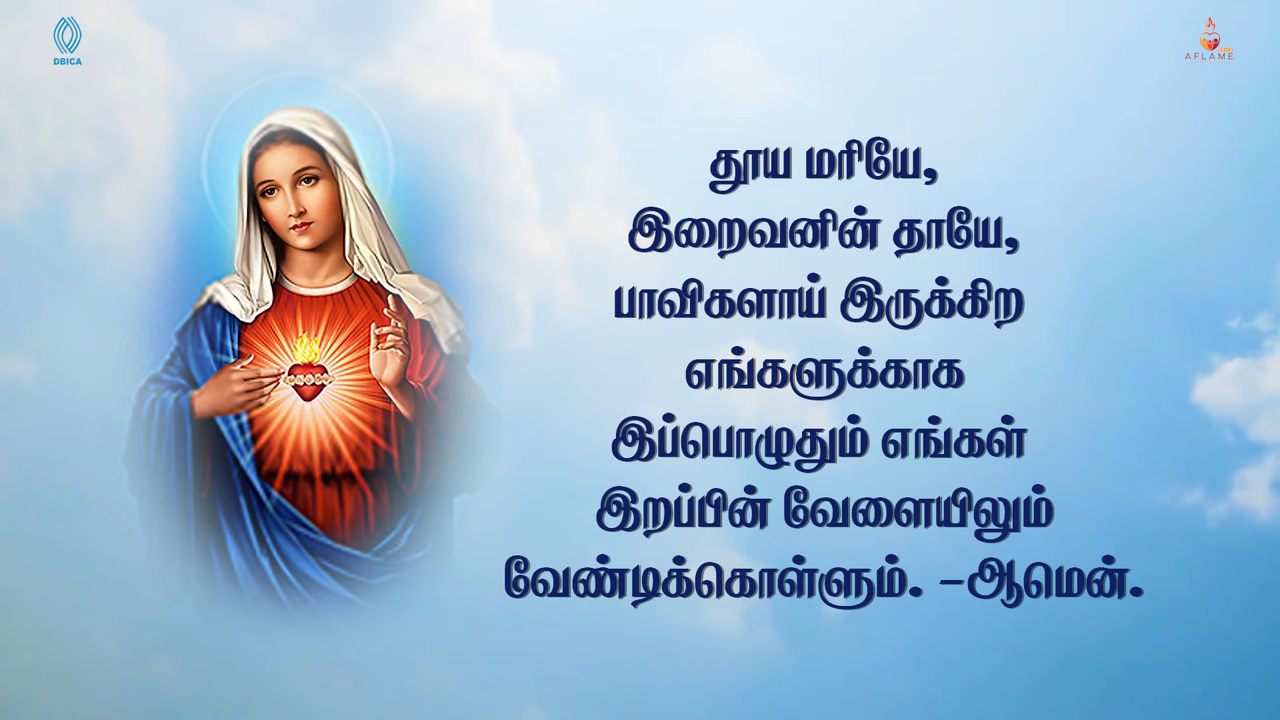 DBICA
AFLAME
தூய மரியே,
இறைவனின் தாயே,
பாவிகளாய் இருக்கிற
எங்களுக்காக
இப்பொழுதும் எங்கள்
இறப்பின் வேளையிலும்
வேண்டிக்கொள்ளும். -ஆமென்.